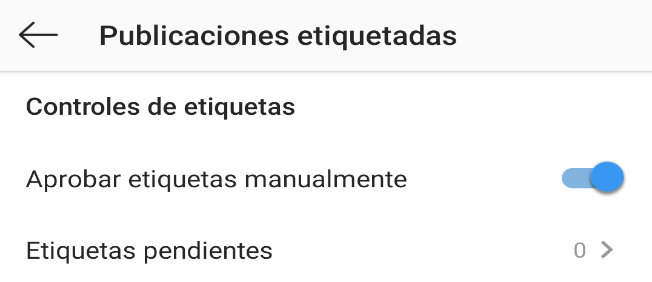 Publicaciones etiquetadas
Controles de etiquetas
Aprobar etiquetas manualmente
Etiquetas pendientes 0